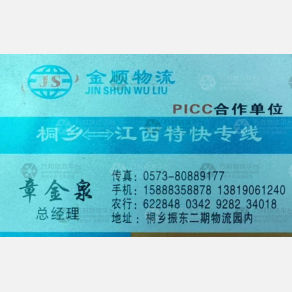 JS
金顺物流
JIN SHUN WU LIU
PICC合作单位
桐乡⟺江西特快专线
章金泉
总经理
传真：0573-80889177
手机：15888358878 13819061240
农行：622848 0342 9282 34018
地址：桐乡振东二期物流园内